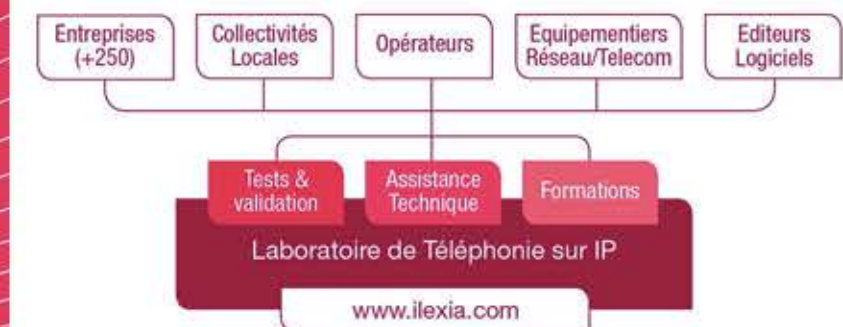 Entreprises
(+250)
Collectivités
Locales
Opérateurs
Equipementiers
Réseau/Telecom
Editeurs
Logiciels
Tests &
validation
Assistance
Technique
Formations
Laboratoire de Téléphonie sur IP
www.ilexia.com